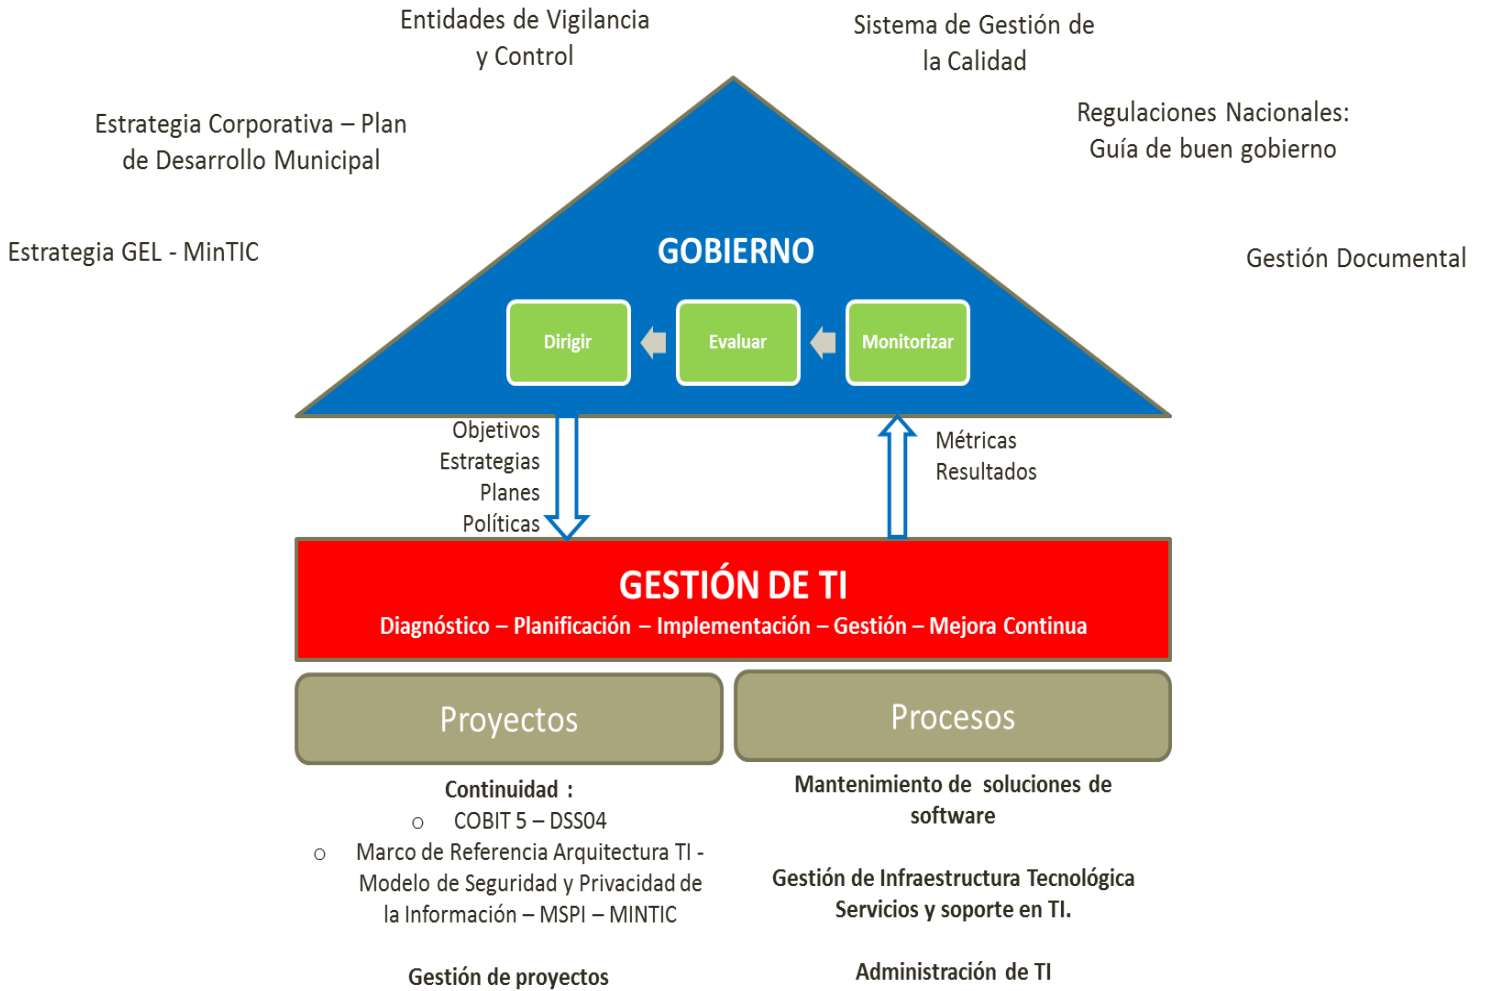 Entidades de Vigilancia
y Control
Sistema de Gestión de
la Calidad
Estrategia Corporativa – Plan
de Desarrollo Municipal
Regulaciones Nacionales:
Guía de buen gobierno
Estrategia GEL - MinTIC
Gestión Documental
GOBIERNO
Dirigir
Evaluar
Monitorizar
Objetivos
Estrategias
Planes
Políticas
Métricas
Resultados
GESTIÓN DE TI
Diagnóstico – Planificación – Implementación – Gestión – Mejora Continua
Proyectos
Continuidad :
o COBIT 5 – DSS04
o Marco de Referencia Arquitectura TI -
Modelo de Seguridad y Privacidad de
la Información – MSPI – MINTIC
Gestión de proyectos
Procesos
Mantenimiento de soluciones de
software
Gestión de Infraestructura Tecnológica
Servicios y soporte en TI.
Administración de TI